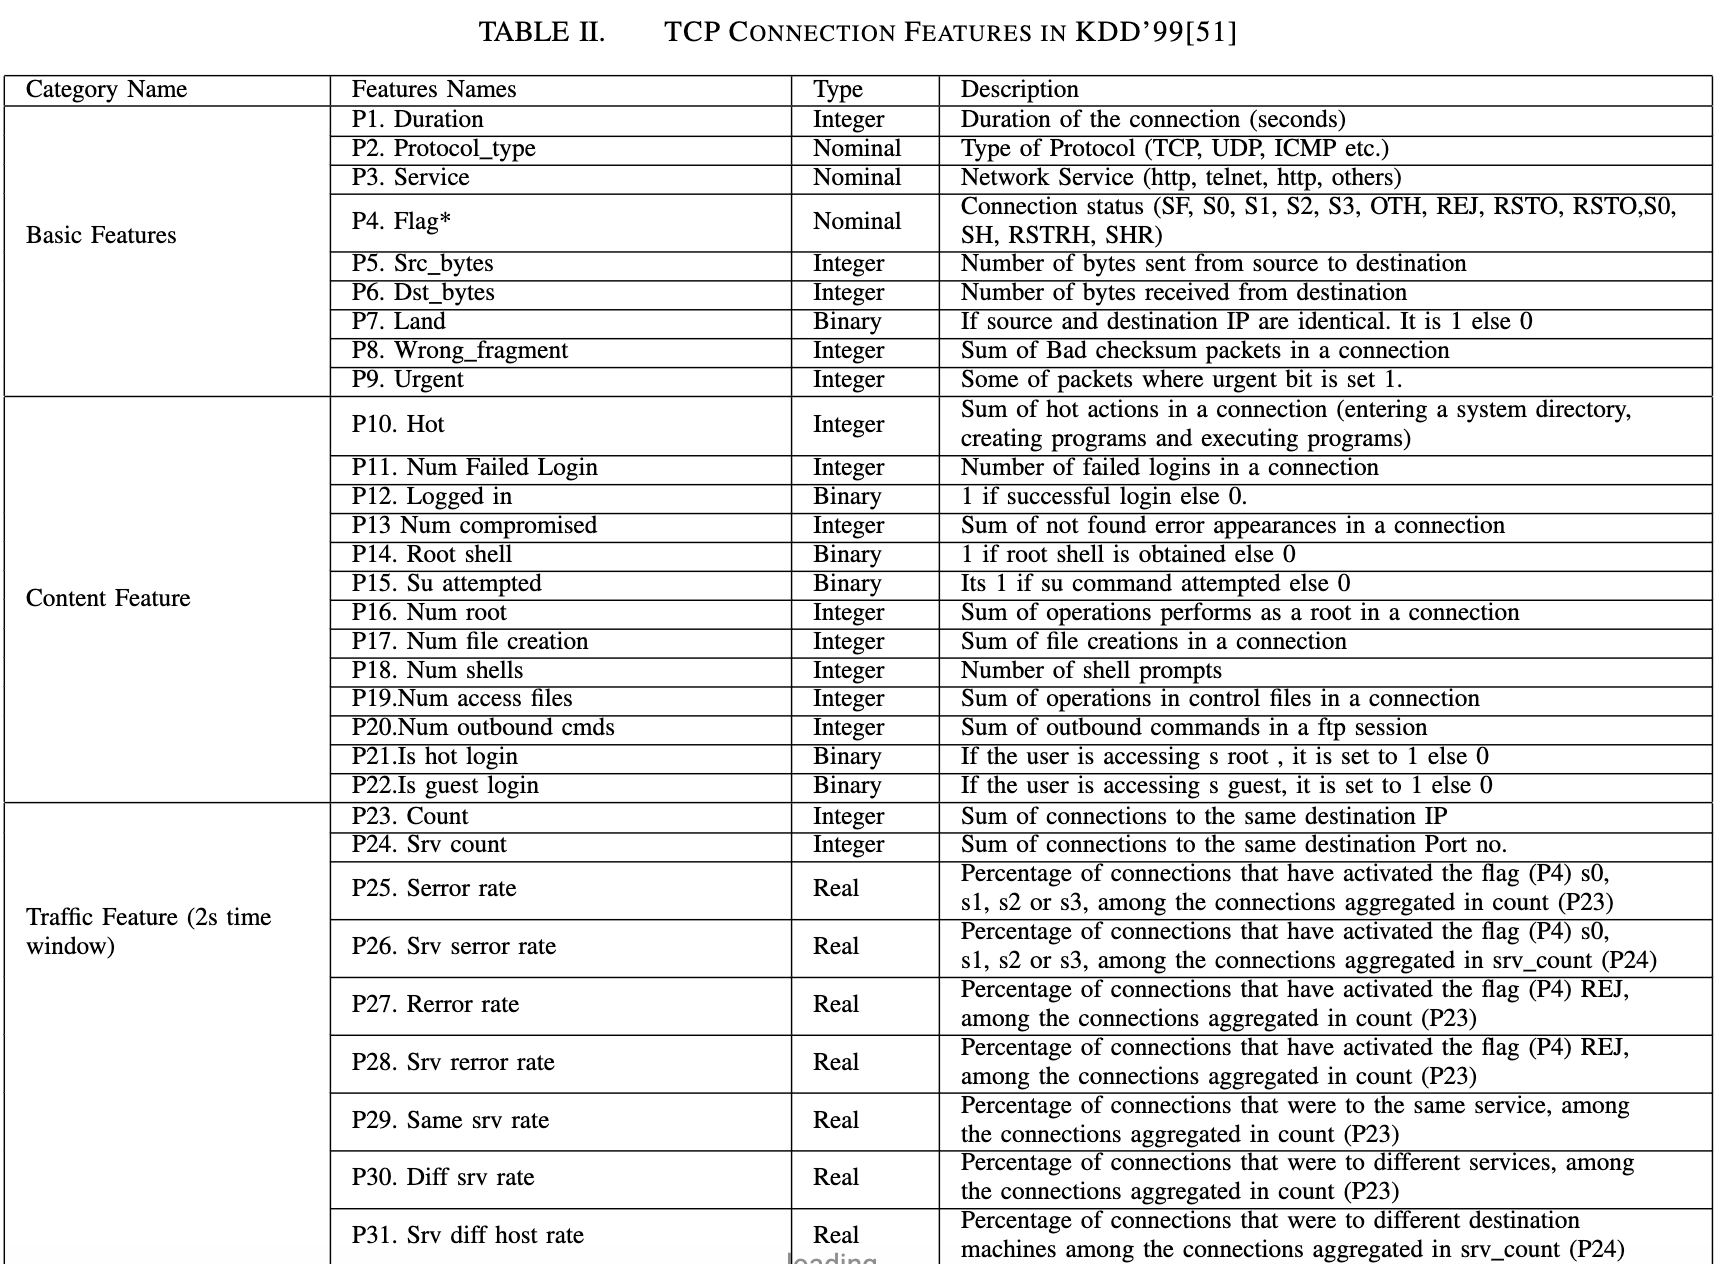 TABLE II. TCP CONNECTION FEATURES IN KDD'99[51]
Category Name Features Names Type Description
Basic Features
P1. Duration Integer Duration of the connection (seconds)
P2. Protocol_type Nominal Type of Protocol (TCP, UDP, ICMP etc.)
P3. Service Nominal Network Service (http, telnet, http, others)
P4. Flag* Nominal Connection status (SF, S0, S1, S2, S3, OTH, REJ, RSTO, RSTO,S0,
SH, RSTRH, SHR)
P5. Src_bytes Integer Number of bytes sent from source to destination
P6. Dst_bytes Integer Number of bytes received from destination
P7. Land Binary If source and destination IP are identical. It is 1 else 0
P8. Wrong_fragment Integer Sum of Bad checksum packets in a connection
P9. Urgent Integer Some of packets where urgent bit is set 1.
Content Feature
P10. Hot Integer Sum of hot actions in a connection (entering a system directory,
creating programs and executing programs)
P11. Num Failed Login Integer Number of failed logins in a connection
P12. Logged in Binary 1 if successful login else 0.
P13 Num compromised Integer Sum of not found error appearances in a connection
P14. Root shell Binary 1 if root shell is obtained else 0
P15. Su attempted Binary Its 1 if su command attempted else 0
P16. Num root Integer Sum of operations performs as a root in a connection
P17. Num file creation Integer Sum of file creations in a connection
P18. Num shells Integer Number of shell prompts
P19.Num access files Integer Sum of operations in control files in a connection
P20.Num outbound cmds Integer Sum of outbound commands in a ftp session
P21.Is hot login Binary If the user is accessing s root , it is set to 1 else 0
P22.Is guest login Binary If the user is accessing s guest, it is set to 1 else 0
Traffic Feature (2s time
window)
P23. Count Integer Sum of connections to the same destination IP
P24. Srv count Integer Sum of connections to the same destination Port no.
P25. Serror rate Real Percentage of connections that have activated the flag (P4) s0,
s1, s2 or s3, among the connections aggregated in count (P23)
P26. Srv serror rate Real Percentage of connections that have activated the flag (P4) s0,
s1, s2 or s3, among the connections aggregated in srv_count (P24)
P27. Rerror rate Real Percentage of connections that have activated the flag (P4) REJ,
among the connections aggregated in count (P23)
P28. Srv rerror rate Real Percentage of connections that have activated the flag (P4) REJ,
among the connections aggregated in count (P23)
P29. Same srv rate Real Percentage of connections that were to the same service, among
the connections aggregated in count (P23)
P30. Diff srv rate Real Percentage of connections that were to different services, among
the connections aggregated in count (P23)
P31. Srv diff host rate Real Percentage of connections that were to different destination
machines among the connections aggregated in srv_count (P24)
loading